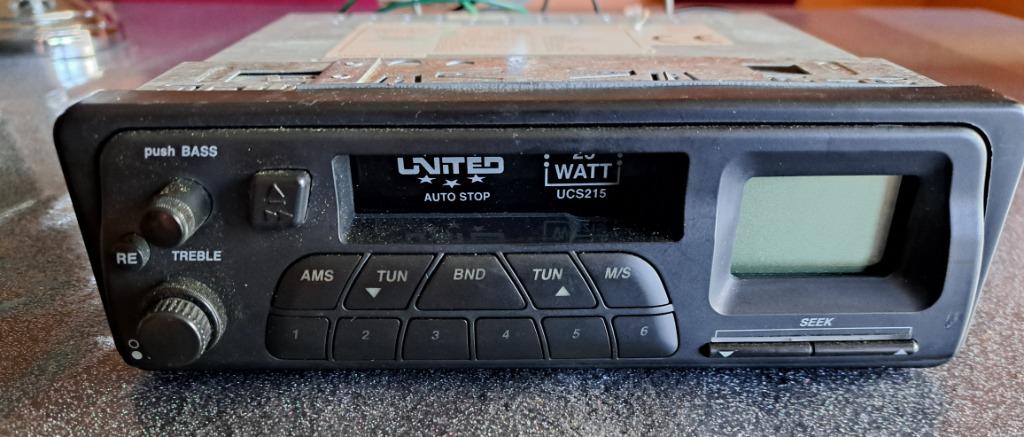 push BASS
UNITED
AUTO STOP
WATT
UCS215
RE
TREBLE
AMS
TUN
BND
TUN
M/S
1
2
3
4
5
6
SEEK